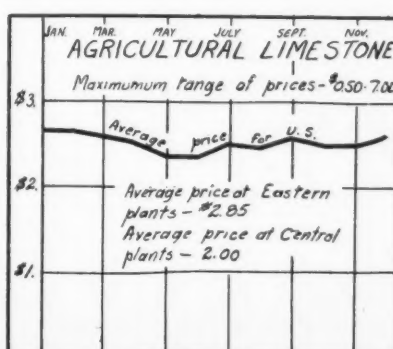 JAN. MAR. MAY JULY SEPT. NOV.
AGRICULTURAL LIMESTONE
Maximumum range of prices-$0.50-7.00
$3.
Average price for U.S.
$2.
Average price at Eastern
plants - $2.85
Average price at Central
plants - 2.00
$1.